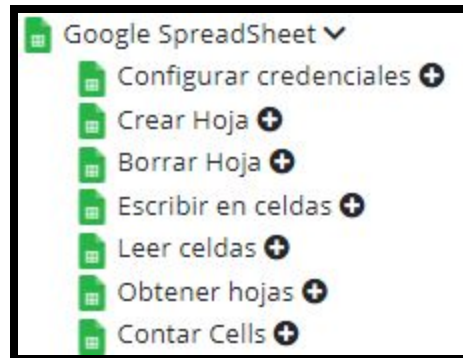 Google SpreadSheet
Configurar credenciales
Crear Hoja
Borrar Hoja
Escribir en celdas
Leer celdas
Obtener hojas
Contar Cells